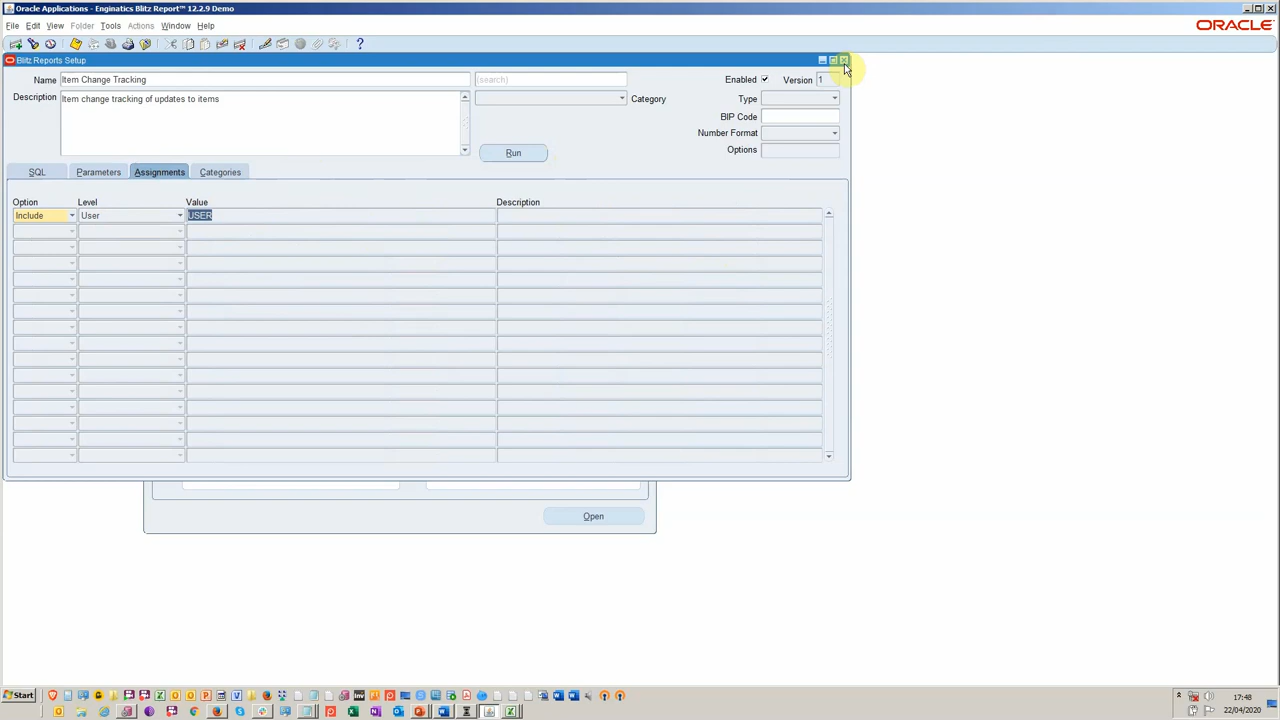 Oracle Applications - Enginatics Blitz Report™ 12.2.9 Demo
File Edit View Folder Tools Actions Window Help
ORACLE
Blitz Reports Setup
Name Item Change Tracking (search) Enabled Version 1
Description Item change tracking of updates to items Category Type
BIP Code
Number Format
Run Options
SQL Parameters Assignments Categories
Option Level Value Description
Include User USER
Open
Start
17:48
22/04/2020